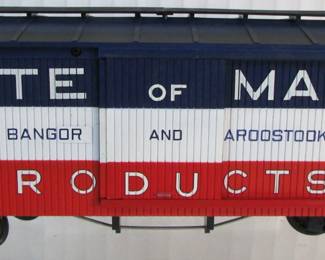 TE OF MA
BANGOR AND AROOSTOOK
RODUCTS